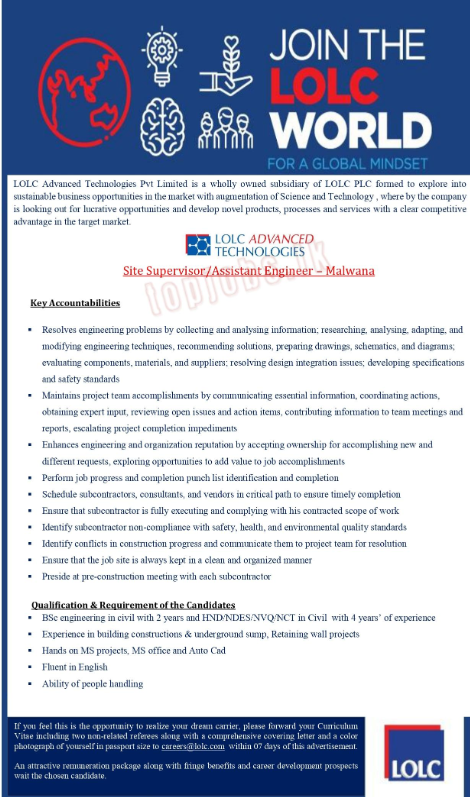 JOIN THE
LOLC
WORLD
FOR A GLOBAL MINDSET
LOLC Advanced Technologies Pvt Limited is a wholly owned subsidiary of LOLC PLC formed to explore into
sustainable business opportunities in the market with augmentation of Science and Technology , where by the company
is looking out for lucrative opportunities and develop novel products, processes and services with a clear competitive
advantage in the target market.
LOLC ADVANCED
TECHNOLOGIES
topjobs.lk
Site Supervisor/Assistant Engineer – Malwana
Key Accountabilities
▪ Resolves engineering problems by collecting and analysing information; researching, analysing, adapting, and
modifying engineering techniques, recommending solutions, preparing drawings, schematics, and diagrams;
evaluating components, materials, and suppliers; resolving design integration issues; developing specifications
and safety standards
▪ Maintains project team accomplishments by communicating essential information, coordinating actions,
obtaining expert input, reviewing open issues and action items, contributing information to team meetings and
reports, escalating project completion impediments
▪ Enhances engineering and organization reputation by accepting ownership for accomplishing new and
different requests, exploring opportunities to add value to job accomplishments
▪ Perform job progress and completion punch list identification and completion
▪ Schedule subcontractors, consultants, and vendors in critical path to ensure timely completion
▪ Ensure that subcontractor is fully executing and complying with his contracted scope of work
▪ Identify subcontractor non-compliance with safety, health, and environmental quality standards
▪ Identify conflicts in construction progress and communicate them to project team for resolution
▪ Ensure that the job site is always kept in a clean and organized manner
▪ Preside at pre-construction meeting with each subcontractor
Qualification & Requirement of the Candidates
▪ BSc engineering in civil with 2 years and HND/NDES/NVQ/NCT in Civil with 4 years’ of experience
▪ Experience in building constructions & underground sump, Retaining wall projects
▪ Hands on MS projects, MS office and Auto Cad
▪ Fluent in English
▪ Ability of people handling
If you feel this is the opportunity to realize your dream carrier, please forward your Curriculum
Vitae including two non-related referees along with a comprehensive covering letter and a color
photograph of yourself in passport size to careers@lolc.com within 07 days of this advertisement.
An attractive remuneration package along with fringe benefits and career development prospects
wait the chosen candidate.
LOLC